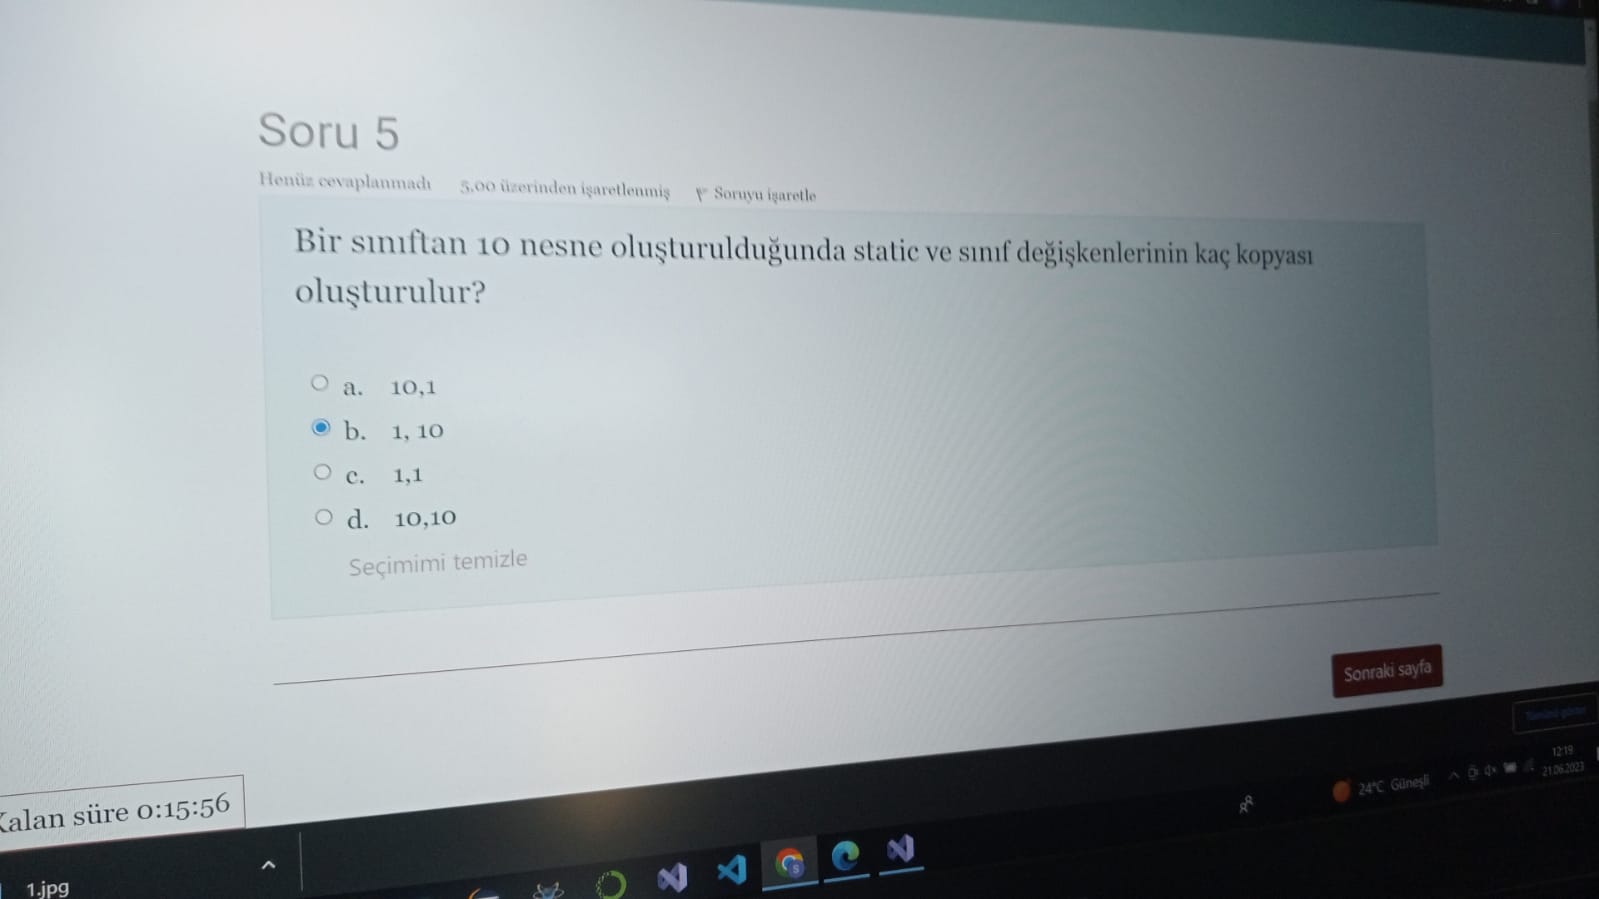 Soru 5
Henüz cevaplanmadı 5,00 üzerinden işaretlenmiş Soruyu işaretle
Bir sınıftan 10 nesne oluşturulduğunda static ve sınıf değişkenlerinin kaç kopyası
oluşturulur?
a. 10,1
b. 1, 10
c. 1,1
d. 10,10
Seçimimi temizle
Sonraki sayfa
Tümünü göster
Kalan süre 0:15:56
24°C Güneşli
12:19
21.06.2023
1.jpg